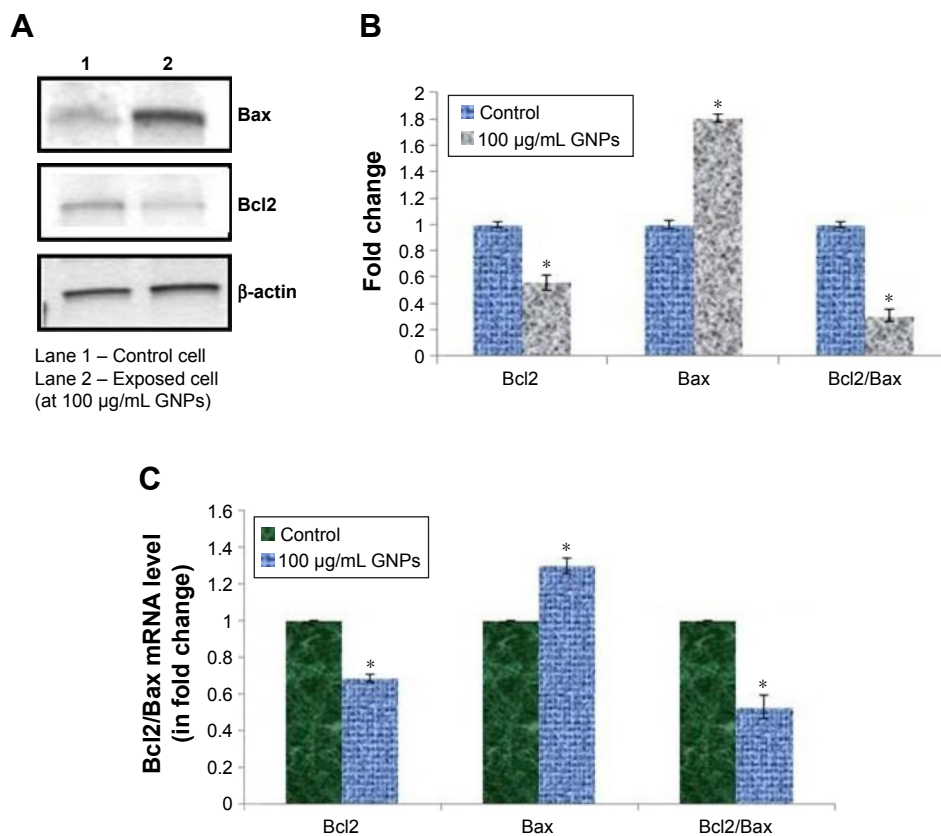 A
1 2
Bax
Bcl2
β-actin
Lane 1 – Control cell
Lane 2 – Exposed cell
(at 100 µg/mL GNPs)
B
Fold change
2
1.8
1.6
1.4
1.2
1
0.8
0.6
0.4
0.2
0
Control
100 µg/mL GNPs
*
*
*
Bcl2 Bax Bcl2/Bax
C
Bcl2/Bax mRNA level
(in fold change)
1.6
1.4
1.2
1
0.8
0.6
0.4
0.2
0
Control
100 µg/mL GNPs
*
*
*
Bcl2 Bax Bcl2/Bax